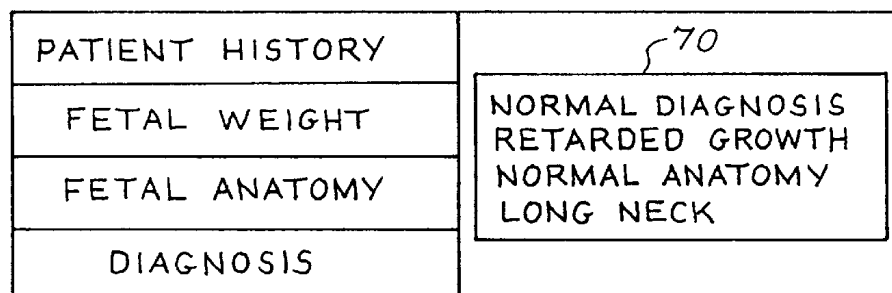 PATIENT HISTORY
FETAL WEIGHT
FETAL ANATOMY
DIAGNOSIS
70
NORMAL DIAGNOSIS
RETARDED GROWTH
NORMAL ANATOMY
LONG NECK